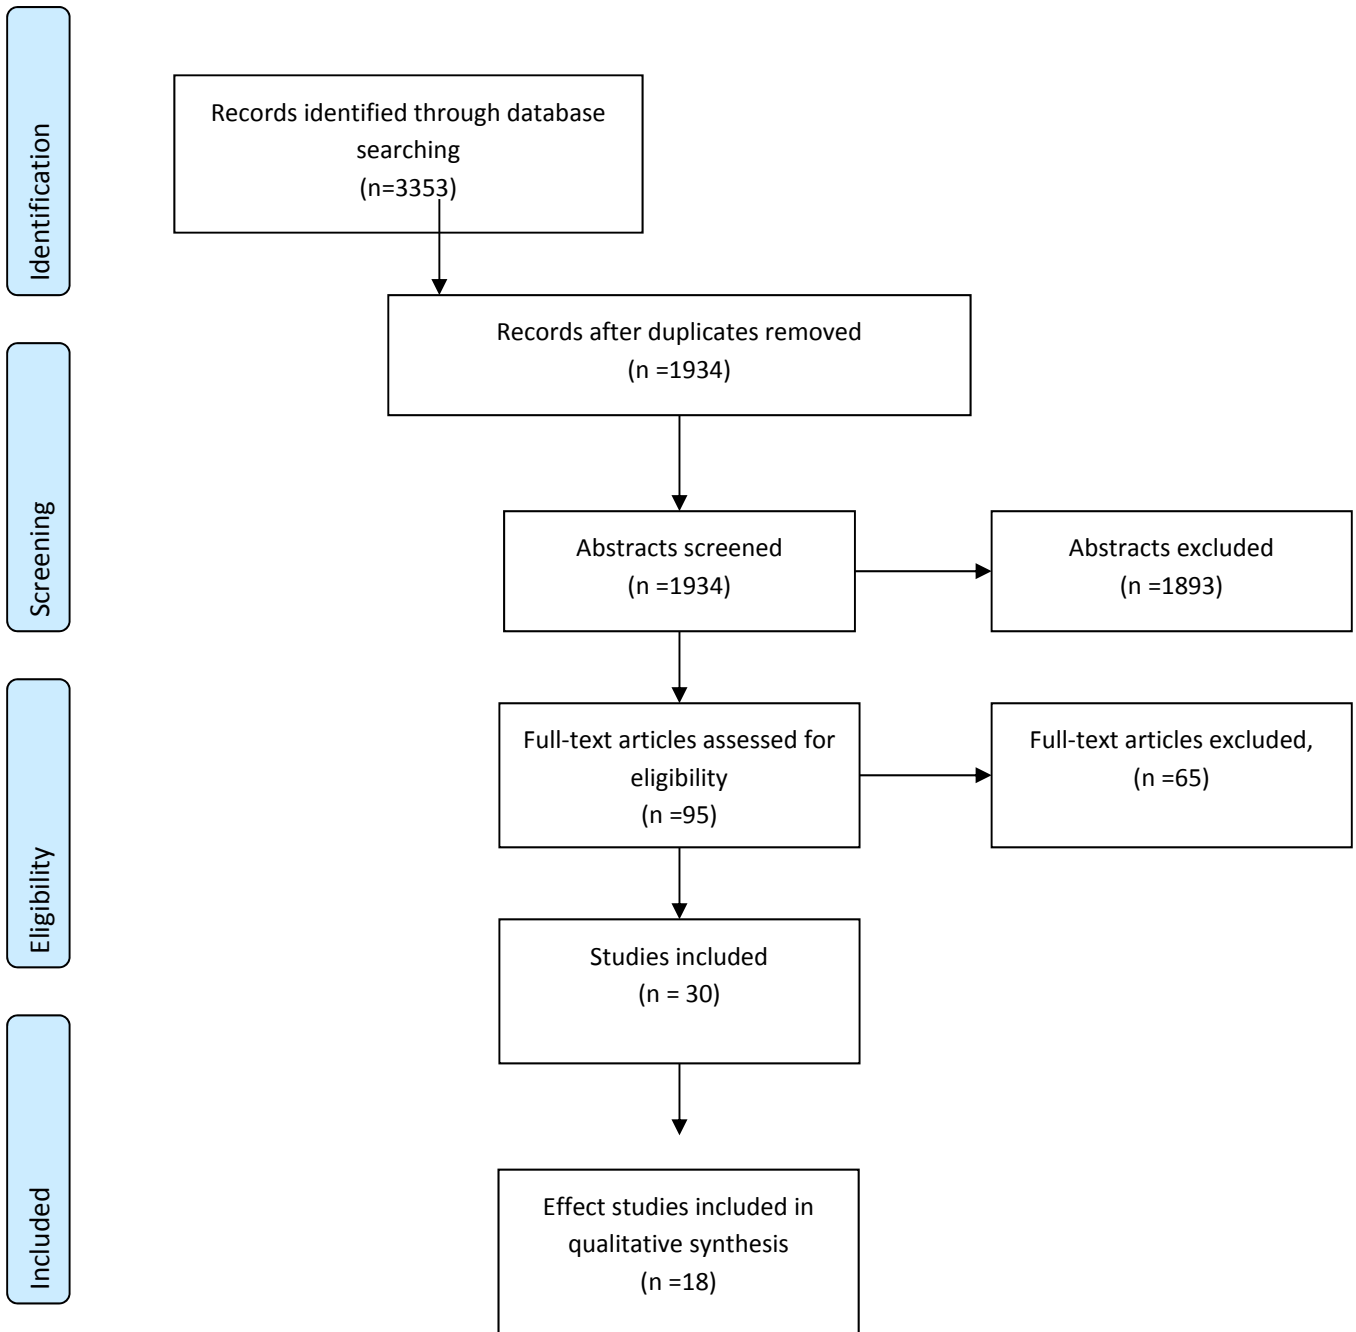 Identification
Records identified through database
searching
(n=3353)
Records after duplicates removed
(n =1934)
Screening
Abstracts screened
(n =1934)
Abstracts excluded
(n =1893)
Eligibility
Full-text articles assessed for
eligibility
(n =95)
Full-text articles excluded,
(n =65)
Studies included
(n = 30)
Included
Effect studies included in
qualitative synthesis
(n =18)